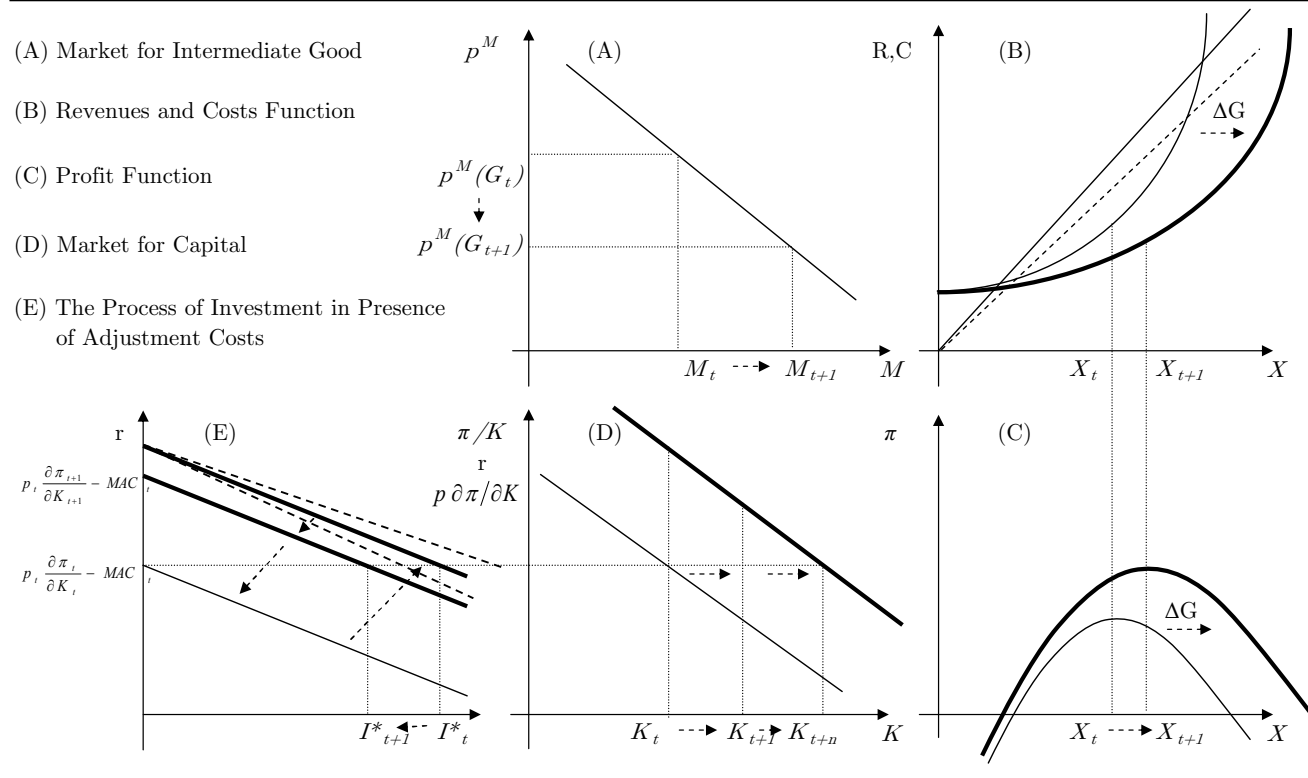 (A) Market for Intermediate Good
(B) Revenues and Costs Function
(C) Profit Function
(D) Market for Capital
(E) The Process of Investment in Presence
of Adjustment Costs
p^M
(A)
p^M(G_t)
p^M(G_{t+1})
M_t
M_{t+1}
M
R,C
(B)
ΔG
X_t
X_{t+1}
X
r
(E)
p_t ∂π_{t+1}/∂K_{t+1} − MAC_t
p_t ∂π_t/∂K_t − MAC_t
I*_{t+1}
I*_t
π/K
r
p ∂π/∂K
(D)
K_t
K_{t+1}
K_{t+n}
K
π
(C)
ΔG
X_t
X_{t+1}
X